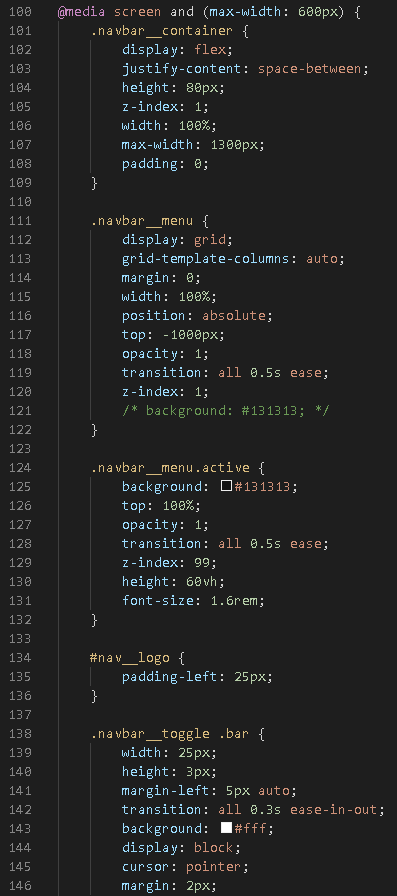 100 @media screen and (max-width: 600px) {
101 .navbar__container {
102 display: flex;
103 justify-content: space-between;
104 height: 80px;
105 z-index: 1;
106 width: 100%;
107 max-width: 1300px;
108 padding: 0;
109 }
110
111 .navbar__menu {
112 display: grid;
113 grid-template-columns: auto;
114 margin: 0;
115 width: 100%;
116 position: absolute;
117 top: -1000px;
118 opacity: 1;
119 transition: all 0.5s ease;
120 z-index: 1;
121 /* background: #131313; */
122 }
123
124 .navbar__menu.active {
125 background: #131313;
126 top: 100%;
127 opacity: 1;
128 transition: all 0.5s ease;
129 z-index: 99;
130 height: 60vh;
131 font-size: 1.6rem;
132 }
133
134 #nav__logo {
135 padding-left: 25px;
136 }
137
138 .navbar__toggle .bar {
139 width: 25px;
140 height: 3px;
141 margin-left: 5px auto;
142 transition: all 0.3s ease-in-out;
143 background: #fff;
144 display: block;
145 cursor: pointer;
146 margin: 2px;